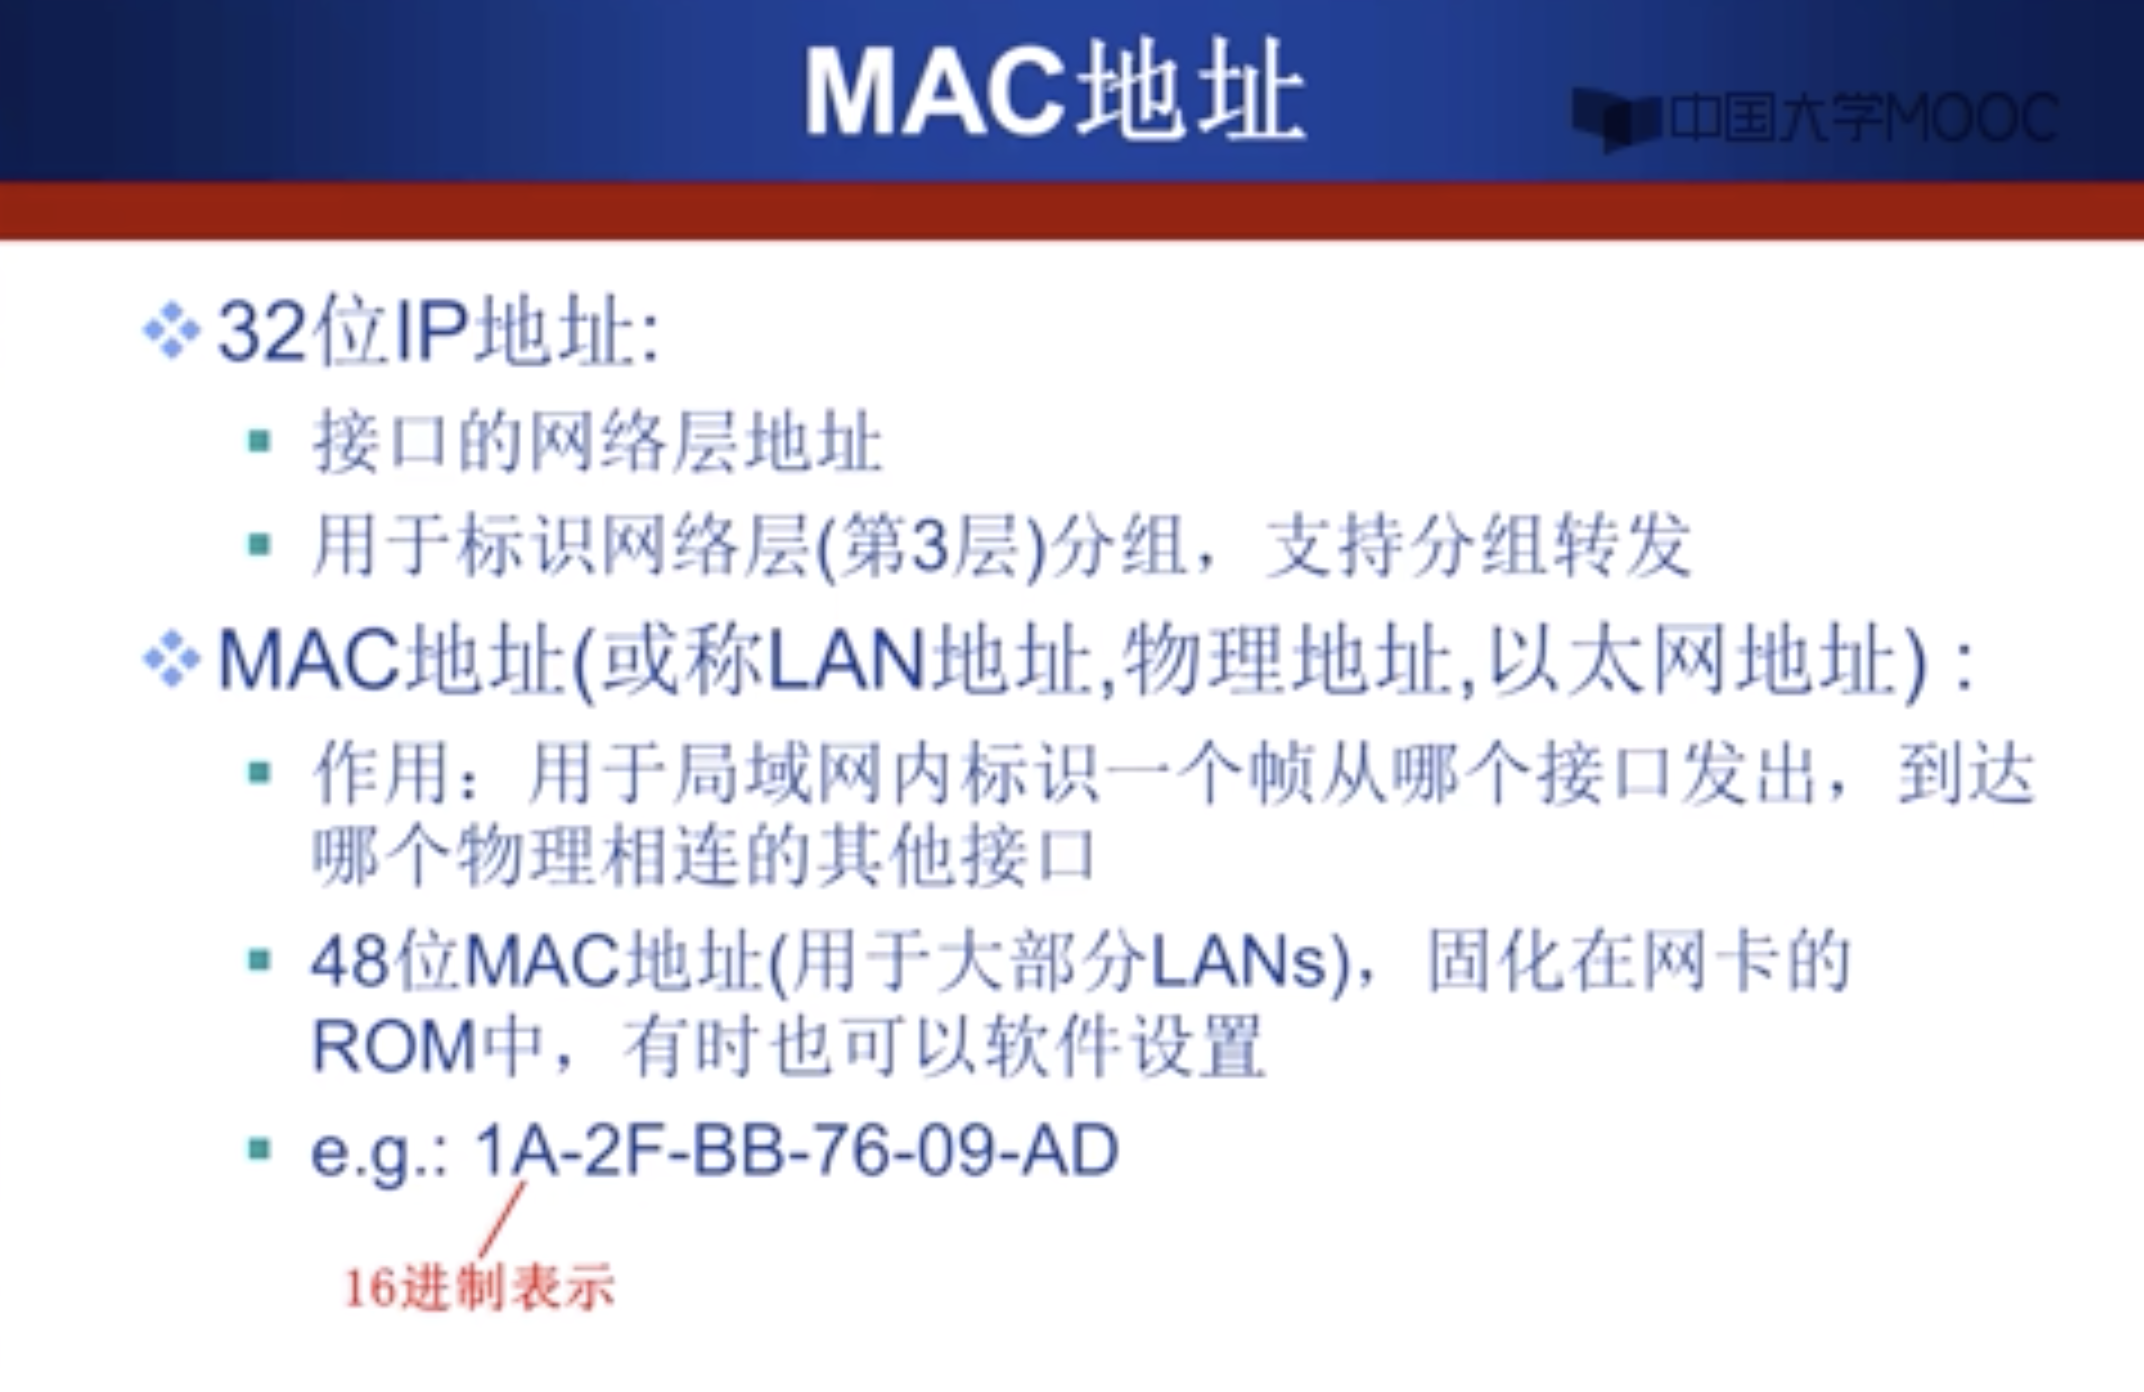 MAC地址
中国大学MOOC
32位IP地址:
接口的网络层地址
用于标识网络层(第3层)分组，支持分组转发
MAC地址(或称LAN地址,物理地址,以太网地址) :
作用：用于局域网内标识一个帧从哪个接口发出，到达
哪个物理相连的其他接口
48位MAC地址(用于大部分LANs)，固化在网卡的
ROM中，有时也可以软件设置
e.g.: 1A-2F-BB-76-09-AD
16进制表示